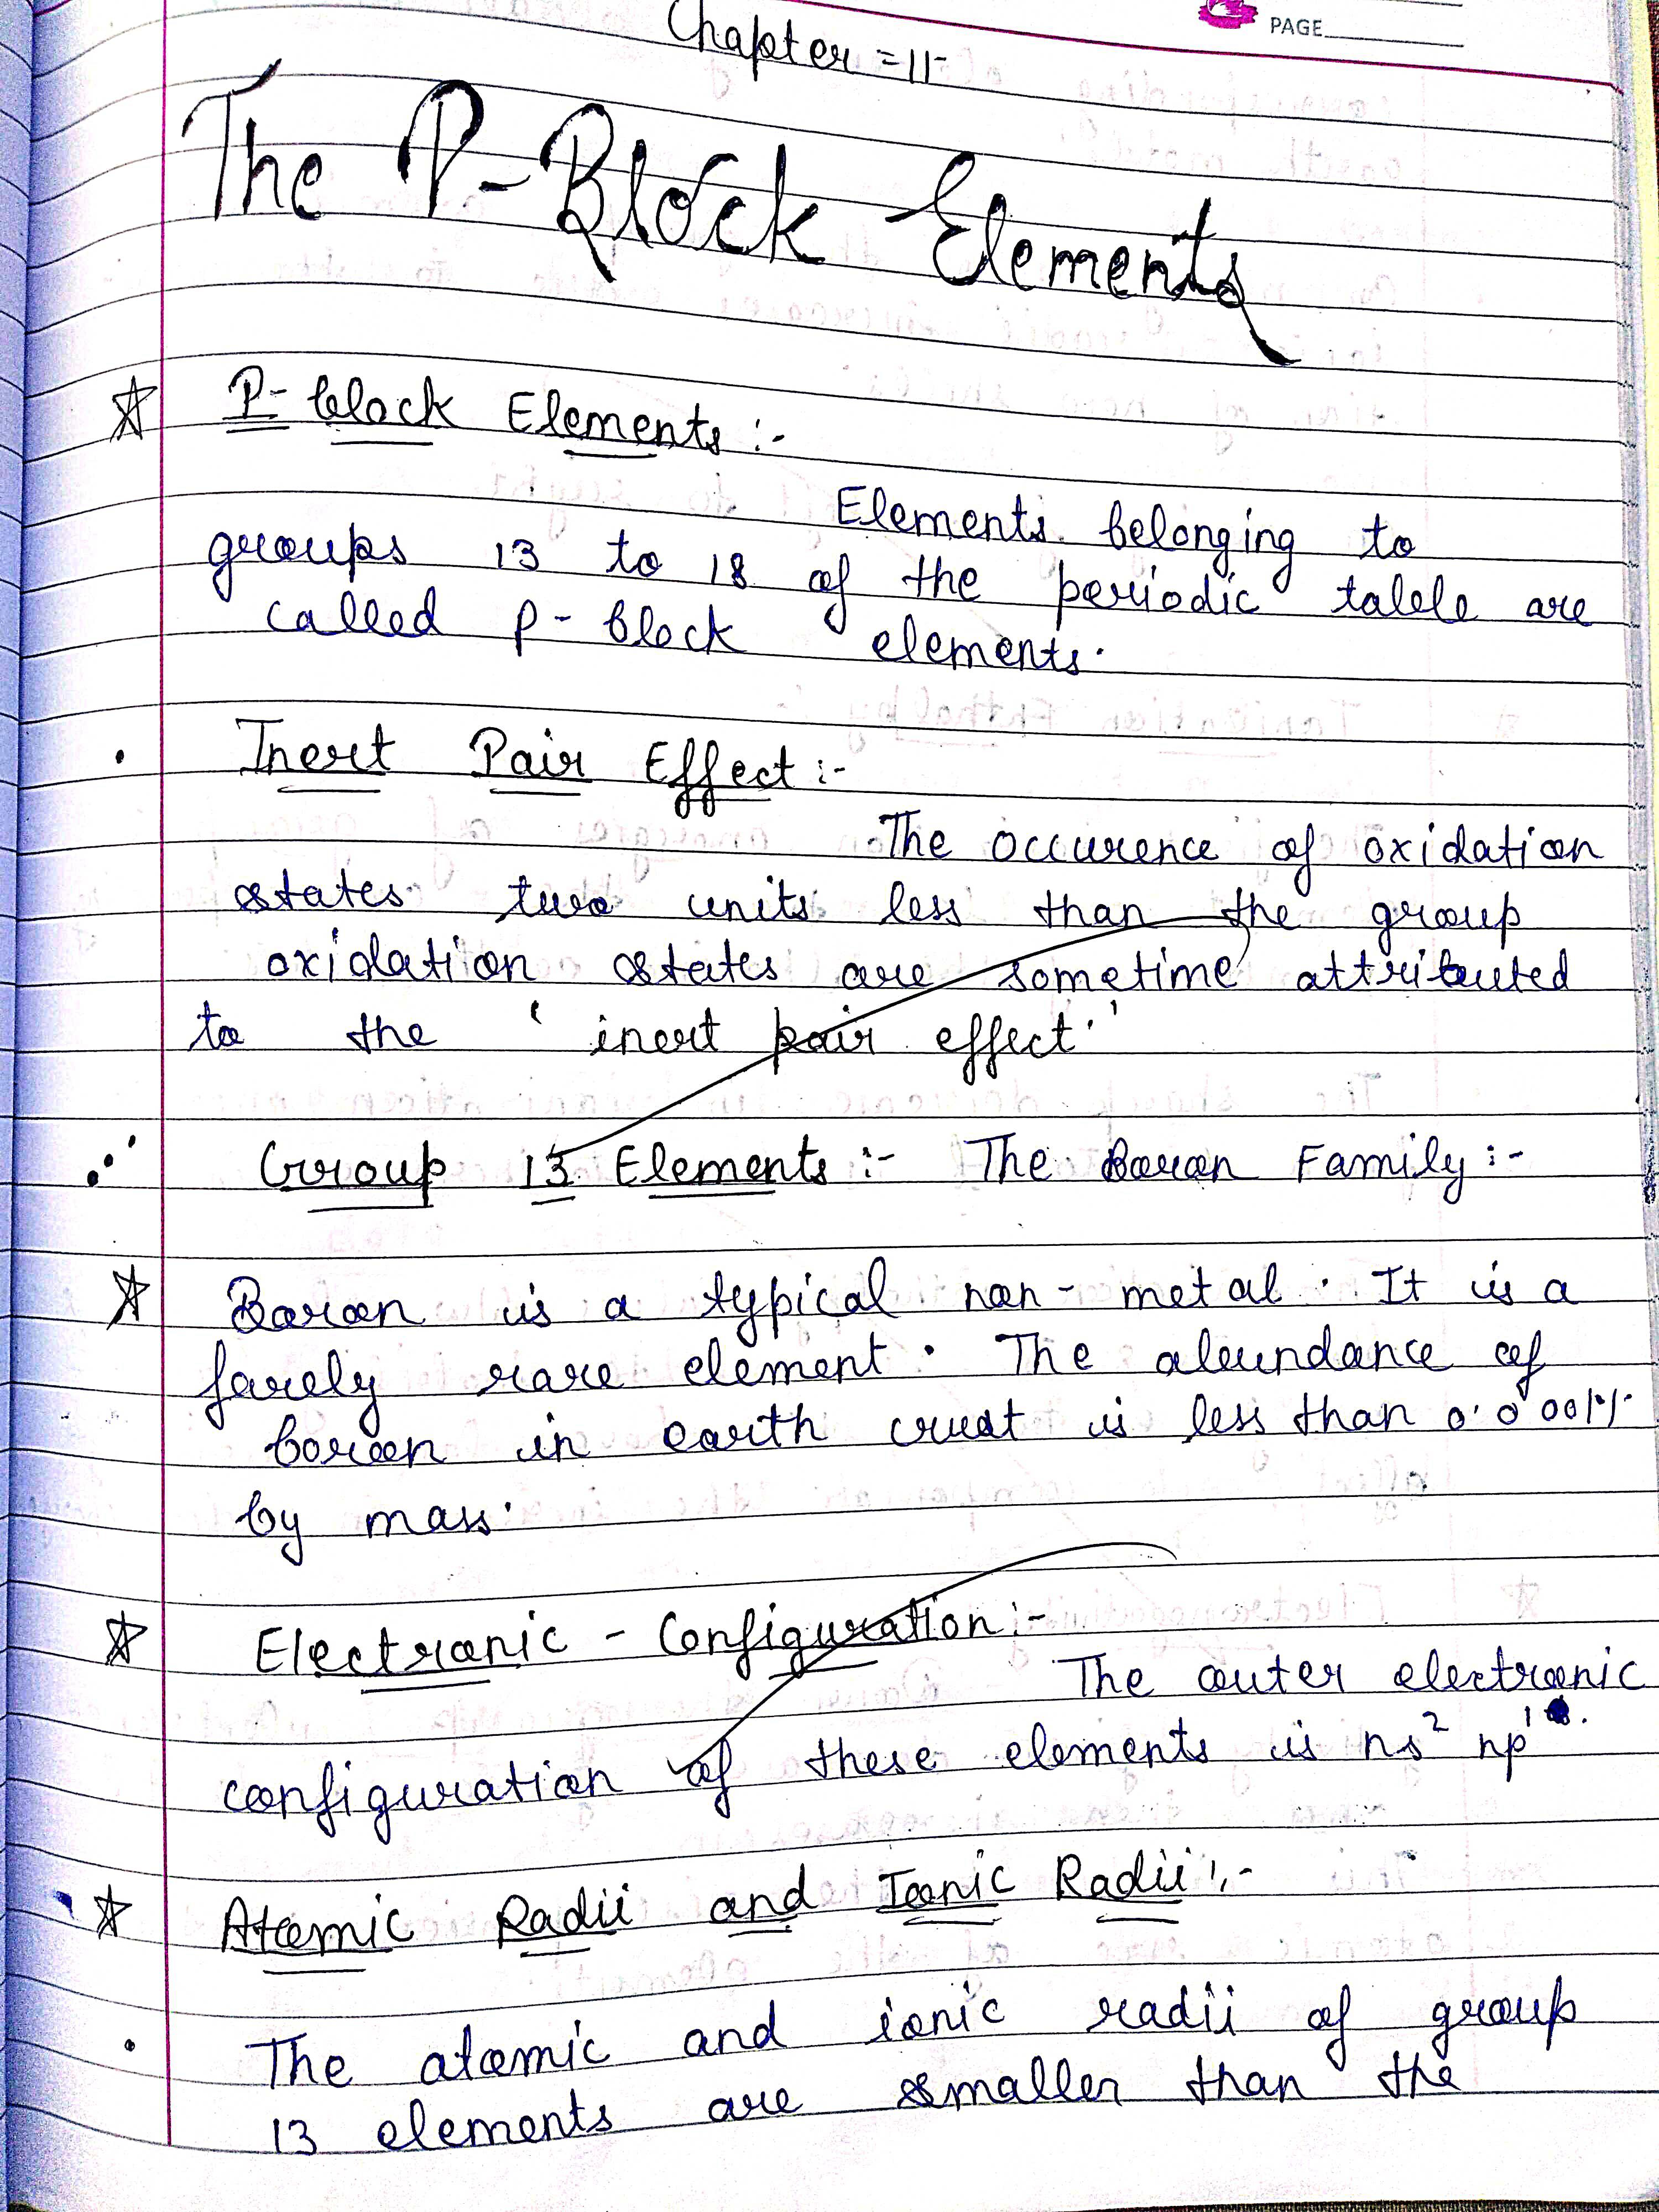 PAGE
Chapter = 11-
The P-Block Elements
P- block Elements :-
Elements belonging to
groups 13 to 18 of the periodic table are
called p- block elements.
Inert Pair Effect :-
The occurence of oxidation
states two units less than the group
oxidation states are sometime attributed
to the ' inert pair effect.'
Group 13 Elements :- The Boron Family :-
Boron is a typical non- metal. It is a
farely rare element. The abundance of
boron in earth crust is less than 0.0001%
by mass.
Electronic - Configuration :-
The outer electronic
configuration of these elements is ns² np¹.
Atomic Radii and Ionic Radii :-
The atomic and ionic radii of group
13 elements are smaller than the